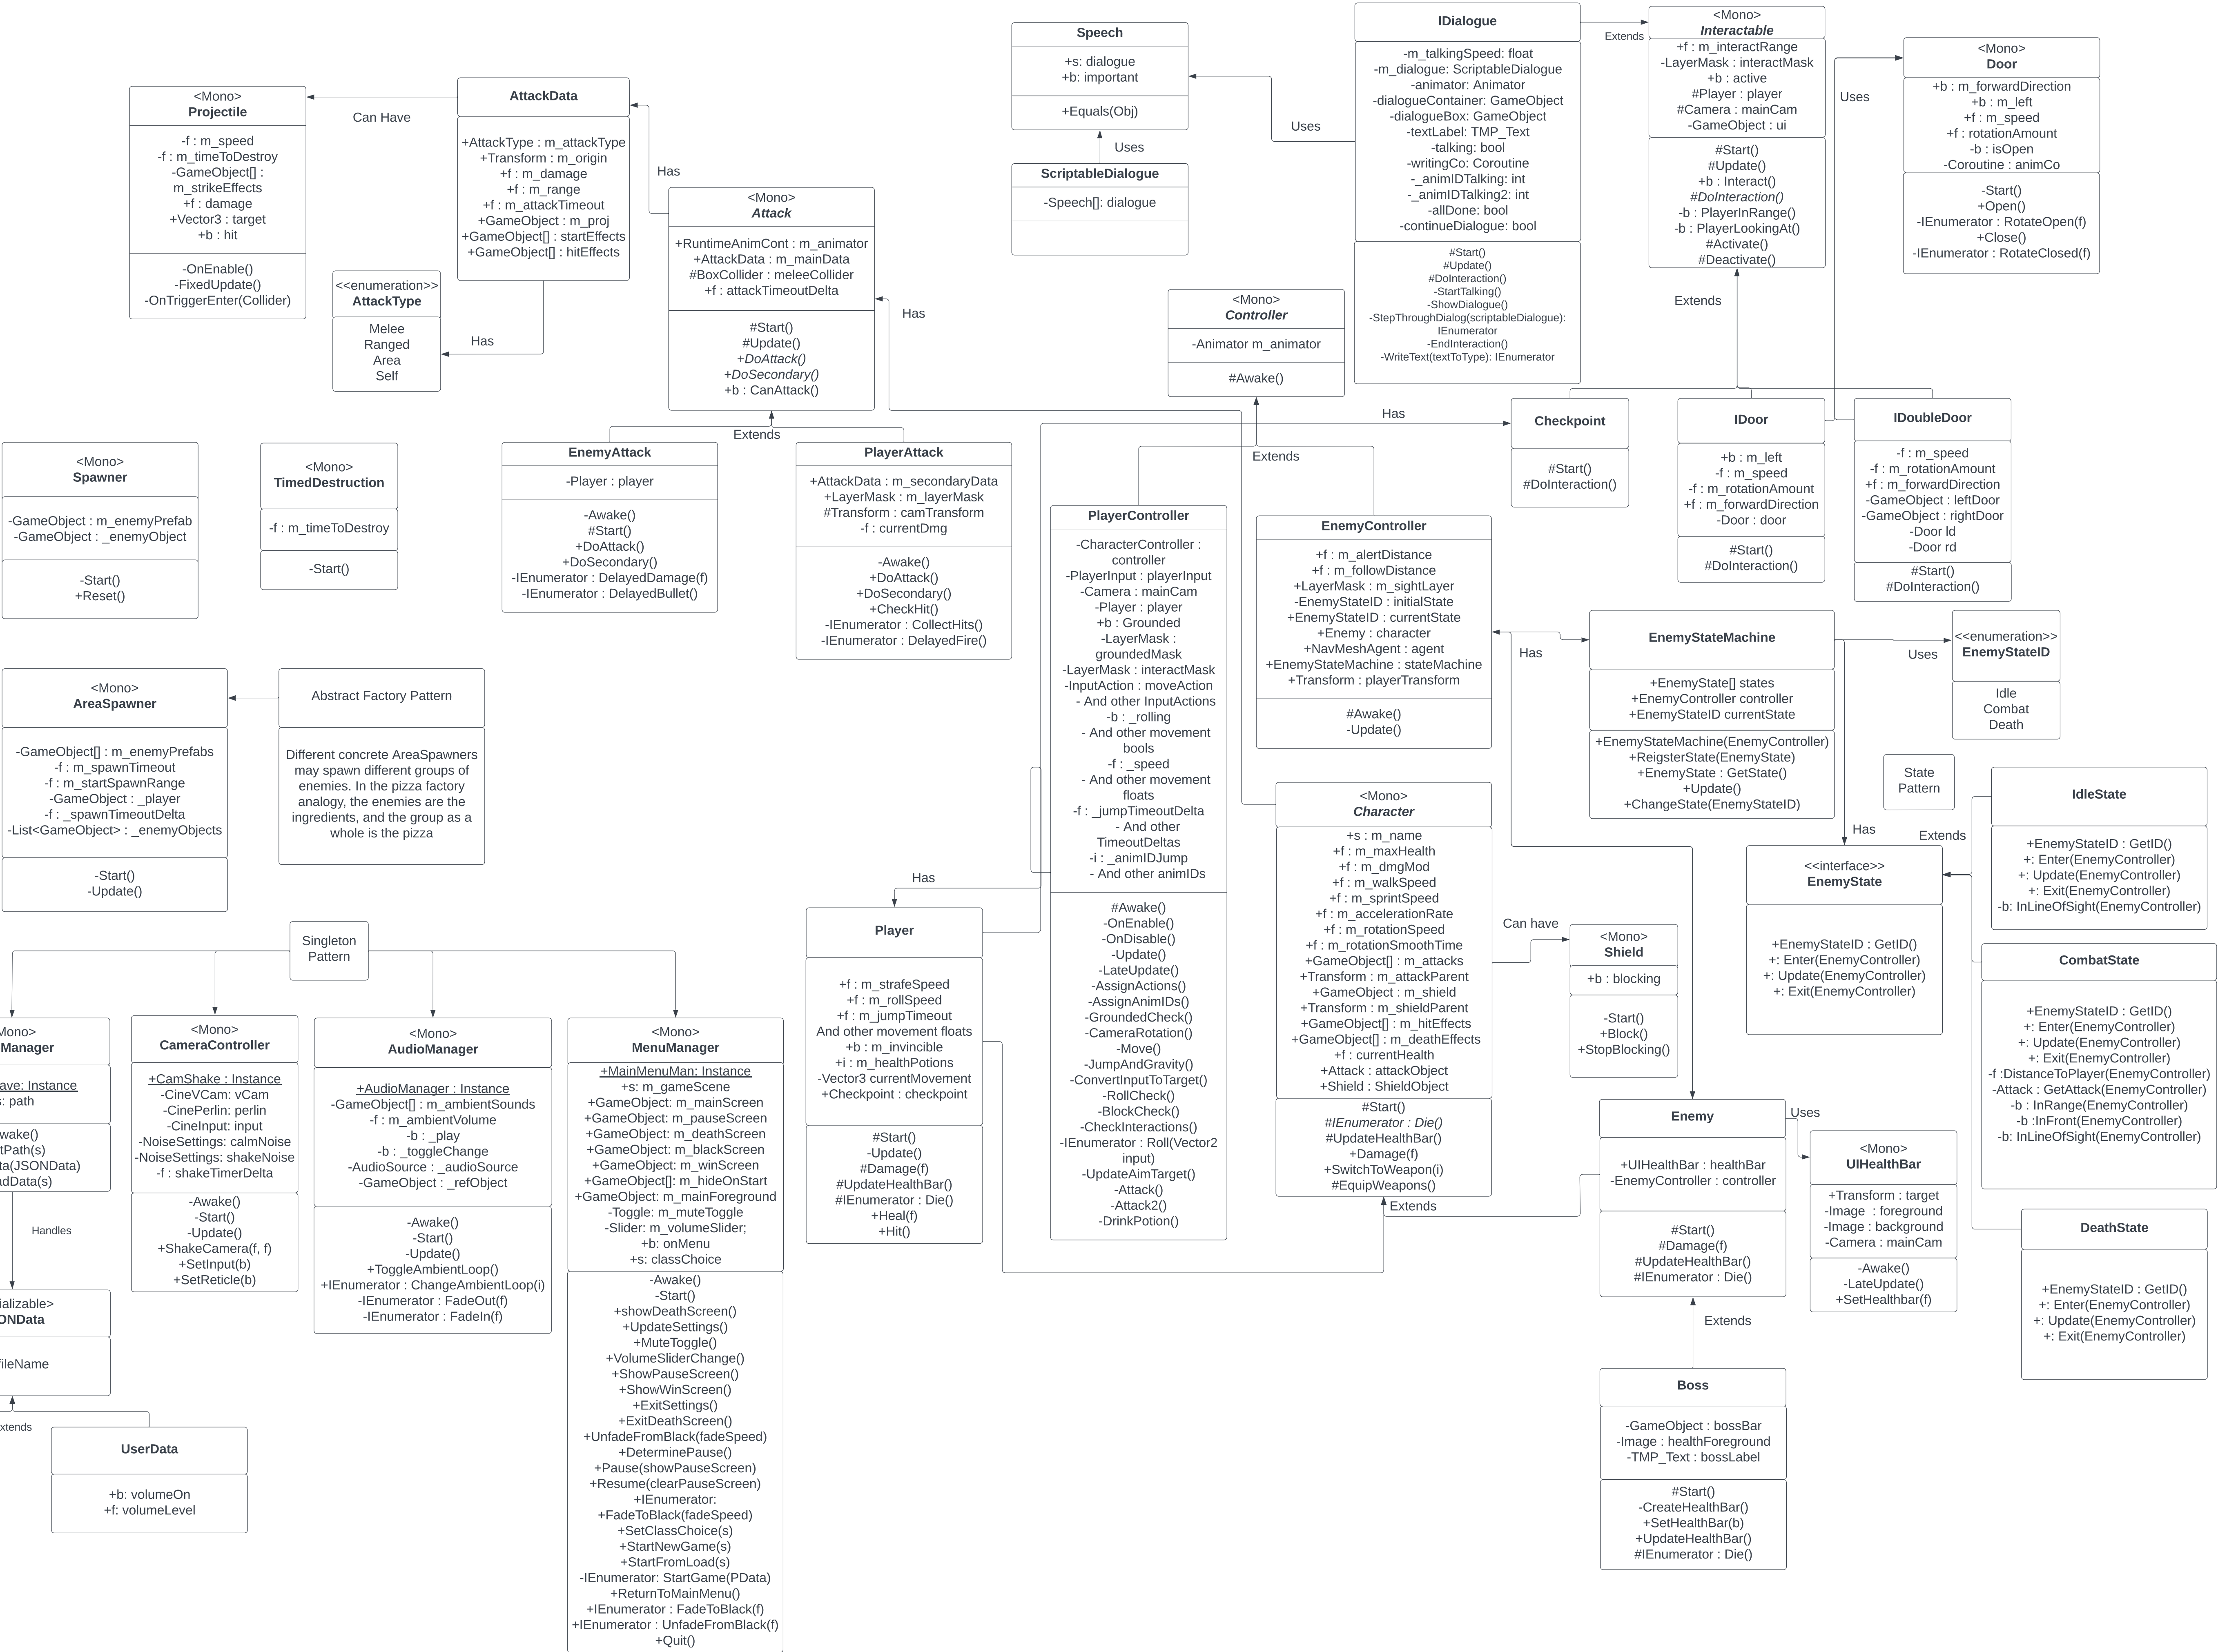 <Mono>
Projectile
-f : m_speed
-f : m_timeToDestroy
-GameObject[] :
m_strikeEffects
+f : damage
+Vector3 : target
+b : hit
-OnEnable()
-FixedUpdate()
-OnTriggerEnter(Collider)
Can Have
AttackData
+AttackType : m_attackType
+Transform : m_origin
+f : m_damage
+f : m_range
+f : m_attackTimeout
+GameObject : m_proj
+GameObject[] : startEffects
+GameObject[] : hitEffects
<<enumeration>>
AttackType
Melee
Ranged
Area
Self
Has
Has
<Mono>
Attack
+RuntimeAnimCont : m_animator
+AttackData : m_mainData
#BoxCollider : meleeCollider
+f : attackTimeoutDelta
#Start()
#Update()
+DoAttack()
+DoSecondary()
+b : CanAttack()
Has
Extends
Speech
+s: dialogue
+b: important
+Equals(Obj)
Uses
Uses
ScriptableDialogue
-Speech[]: dialogue
IDialogue
-m_talkingSpeed: float
-m_dialogue: ScriptableDialogue
-animator: Animator
-dialogueContainer: GameObject
-dialogueBox: GameObject
-textLabel: TMP_Text
-talking: bool
-writingCo: Coroutine
-_animIDTalking: int
-_animIDTalking2: int
-allDone: bool
-continueDialogue: bool
#Start()
#Update()
#DoInteraction()
-StartTalking()
-ShowDialogue()
-StepThroughDialog(scriptableDialogue):
IEnumerator
-EndInteraction()
-WriteText(textToType): IEnumerator
Extends
<Mono>
Interactable
+f : m_interactRange
-LayerMask : interactMask
+b : active
#Player : player
#Camera : mainCam
-GameObject : ui
#Start()
#Update()
+b : Interact()
#DoInteraction()
-b : PlayerInRange()
-b : PlayerLookingAt()
#Activate()
#Deactivate()
Extends
Uses
<Mono>
Door
+b : m_forwardDirection
+b : m_left
+f : m_speed
+f : rotationAmount
-b : isOpen
-Coroutine : animCo
-Start()
+Open()
-IEnumerator : RotateOpen(f)
+Close()
-IEnumerator : RotateClosed(f)
<Mono>
Controller
-Animator m_animator
#Awake()
Extends
Has
Checkpoint
#Start()
#DoInteraction()
IDoor
+b : m_left
-f : m_speed
-f : m_rotationAmount
+f : m_forwardDirection
-Door : door
#Start()
#DoInteraction()
IDoubleDoor
-f : m_speed
-f : m_rotationAmount
+f : m_forwardDirection
-GameObject : leftDoor
-GameObject : rightDoor
-Door ld
-Door rd
#Start()
#DoInteraction()
<Mono>
Spawner
-GameObject : m_enemyPrefab
-GameObject : _enemyObject
-Start()
+Reset()
<Mono>
TimedDestruction
-f : m_timeToDestroy
-Start()
EnemyAttack
-Player : player
-Awake()
#Start()
+DoAttack()
+DoSecondary()
-IEnumerator : DelayedDamage(f)
-IEnumerator : DelayedBullet()
PlayerAttack
+AttackData : m_secondaryData
+LayerMask : m_layerMask
#Transform : camTransform
-f : currentDmg
-Awake()
+DoAttack()
+DoSecondary()
+CheckHit()
-IEnumerator : CollectHits()
-IEnumerator : DelayedFire()
PlayerController
-CharacterController :
controller
-PlayerInput : playerInput
-Camera : mainCam
-Player : player
+b : Grounded
-LayerMask :
groundedMask
-LayerMask : interactMask
-InputAction : moveAction
- And other InputActions
-b : _rolling
- And other movement
bools
-f : _speed
- And other movement
floats
-f : _jumpTimeoutDelta
- And other
TimeoutDeltas
-i : _animIDJump
- And other animIDs
#Awake()
-OnEnable()
-OnDisable()
-Update()
-LateUpdate()
-AssignActions()
-AssignAnimIDs()
-GroundedCheck()
-CameraRotation()
-Move()
-JumpAndGravity()
-ConvertInputToTarget()
-RollCheck()
-BlockCheck()
-CheckInteractions()
-IEnumerator : Roll(Vector2
input)
-UpdateAimTarget()
-Attack()
-Attack2()
-DrinkPotion()
EnemyController
+f : m_alertDistance
+f : m_followDistance
+LayerMask : m_sightLayer
-EnemyStateID : initialState
+EnemyStateID : currentState
+Enemy : character
+NavMeshAgent : agent
+EnemyStateMachine : stateMachine
+Transform : playerTransform
#Awake()
-Update()
Has
EnemyStateMachine
+EnemyState[] states
+EnemyController controller
+EnemyStateID currentState
+EnemyStateMachine(EnemyController)
+ReigsterState(EnemyState)
+EnemyState : GetState()
+Update()
+ChangeState(EnemyStateID)
Uses
<<enumeration>>
EnemyStateID
Idle
Combat
Death
State
Pattern
Has
Extends
<<interface>>
EnemyState
+EnemyStateID : GetID()
+: Enter(EnemyController)
+: Update(EnemyController)
+: Exit(EnemyController)
IdleState
+EnemyStateID : GetID()
+: Enter(EnemyController)
+: Update(EnemyController)
+: Exit(EnemyController)
-b: InLineOfSight(EnemyController)
CombatState
+EnemyStateID : GetID()
+: Enter(EnemyController)
+: Update(EnemyController)
+: Exit(EnemyController)
-f :DistanceToPlayer(EnemyController)
-Attack : GetAttack(EnemyController)
-b : InRange(EnemyController)
-b :InFront(EnemyController)
-b: InLineOfSight(EnemyController)
DeathState
+EnemyStateID : GetID()
+: Enter(EnemyController)
+: Update(EnemyController)
+: Exit(EnemyController)
<Mono>
AreaSpawner
-GameObject[] : m_enemyPrefabs
-f : m_spawnTimeout
-f : m_startSpawnRange
-GameObject : _player
-f : _spawnTimeoutDelta
-List<GameObject> : _enemyObjects
-Start()
-Update()
Abstract Factory Pattern
Different concrete AreaSpawners
may spawn different groups of
enemies. In the pizza factory
analogy, the enemies are the
ingredients, and the group as a
whole is the pizza
<Mono>
Character
+s : m_name
+f : m_maxHealth
+f : m_dmgMod
+f : m_walkSpeed
+f : m_sprintSpeed
+f : m_accelerationRate
+f : m_rotationSpeed
+f : m_rotationSmoothTime
+GameObject[] : m_attacks
+Transform : m_attackParent
+GameObject : m_shield
+Transform : m_shieldParent
+GameObject[] : m_hitEffects
+GameObject[] : m_deathEffects
+f : currentHealth
+Attack : attackObject
+Shield : ShieldObject
#Start()
#IEnumerator : Die()
#UpdateHealthBar()
+Damage(f)
+SwitchToWeapon(i)
#EquipWeapons()
Extends
Can have
<Mono>
Shield
+b : blocking
-Start()
+Block()
+StopBlocking()
Has
Player
+f : m_strafeSpeed
+f : m_rollSpeed
+f : m_jumpTimeout
And other movement floats
+b : m_invincible
+i : m_healthPotions
-Vector3 currentMovement
+Checkpoint : checkpoint
#Start()
-Update()
#Damage(f)
#UpdateHealthBar()
#IEnumerator : Die()
+Heal(f)
+Hit()
Enemy
+UIHealthBar : healthBar
-EnemyController : controller
#Start()
#Damage(f)
#UpdateHealthBar()
#IEnumerator : Die()
Uses
<Mono>
UIHealthBar
+Transform : target
-Image : foreground
-Image : background
-Camera : mainCam
-Awake()
-LateUpdate()
+SetHealthbar(f)
Extends
Boss
-GameObject : bossBar
-Image : healthForeground
-TMP_Text : bossLabel
#Start()
-CreateHealthBar()
+SetHealthBar(b)
+UpdateHealthBar()
#IEnumerator : Die()
Singleton
Pattern
Mono>
Manager
ave: Instance
s: path
wake()
tPath(s)
ta(JSONData)
adData(s)
Handles
ializable>
ONData
fileName
xtends
UserData
+b: volumeOn
+f: volumeLevel
<Mono>
CameraController
+CamShake : Instance
-CineVCam: vCam
-CinePerlin: perlin
-CineInput: input
-NoiseSettings: calmNoise
-NoiseSettings: shakeNoise
-f : shakeTimerDelta
-Awake()
-Start()
-Update()
+ShakeCamera(f, f)
+SetInput(b)
+SetReticle(b)
<Mono>
AudioManager
+AudioManager : Instance
-GameObject[] : m_ambientSounds
-f : m_ambientVolume
-b : _play
-b : _toggleChange
-AudioSource : _audioSource
-GameObject : _refObject
-Awake()
-Start()
-Update()
+ToggleAmbientLoop()
+IEnumerator : ChangeAmbientLoop(i)
-IEnumerator : FadeOut(f)
-IEnumerator : FadeIn(f)
<Mono>
MenuManager
+MainMenuMan: Instance
+s: m_gameScene
+GameObject: m_mainScreen
+GameObject: m_pauseScreen
+GameObject: m_deathScreen
+GameObject: m_blackScreen
+GameObject: m_winScreen
+GameObject[]: m_hideOnStart
+GameObject: m_mainForeground
-Toggle: m_muteToggle
-Slider: m_volumeSlider;
+b: onMenu
+s: classChoice
-Awake()
-Start()
+showDeathScreen()
+UpdateSettings()
+MuteToggle()
+VolumeSliderChange()
+ShowPauseScreen()
+ShowWinScreen()
+ExitSettings()
+ExitDeathScreen()
+UnfadeFromBlack(fadeSpeed)
+DeterminePause()
+Pause(showPauseScreen)
+Resume(clearPauseScreen)
+IEnumerator:
+FadeToBlack(fadeSpeed)
+SetClassChoice(s)
+StartNewGame(s)
+StartFromLoad(s)
-IEnumerator: StartGame(PData)
+ReturnToMainMenu()
+IEnumerator : FadeToBlack(f)
+IEnumerator : UnfadeFromBlack(f)
+Quit()